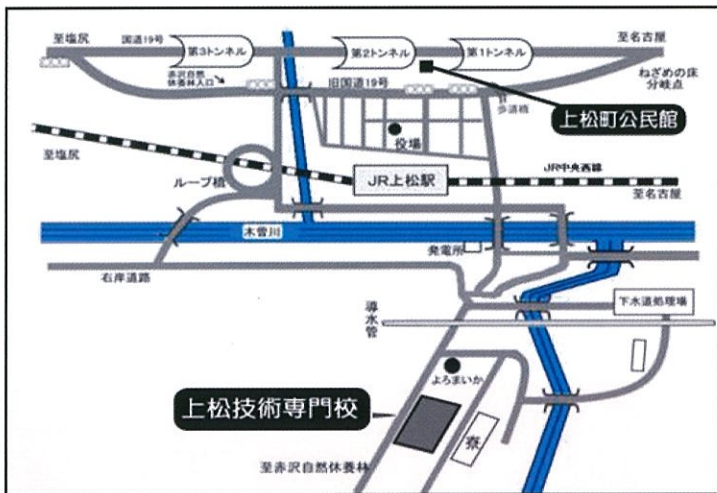 至塩尻
国道19号
第3トンネル
第2トンネル
第1トンネル
至名古屋
赤沢自然
休養林入口
旧国道19号
ねざめの床
分岐点
歩道橋
上松町公民館
役場
至塩尻
ループ橋
JR上松駅
JR中央西線
至名古屋
木曽川
発電所
右岸道路
導水管
下水道処理場
よろまいか
上松技術専門校
寮
至赤沢自然休養林